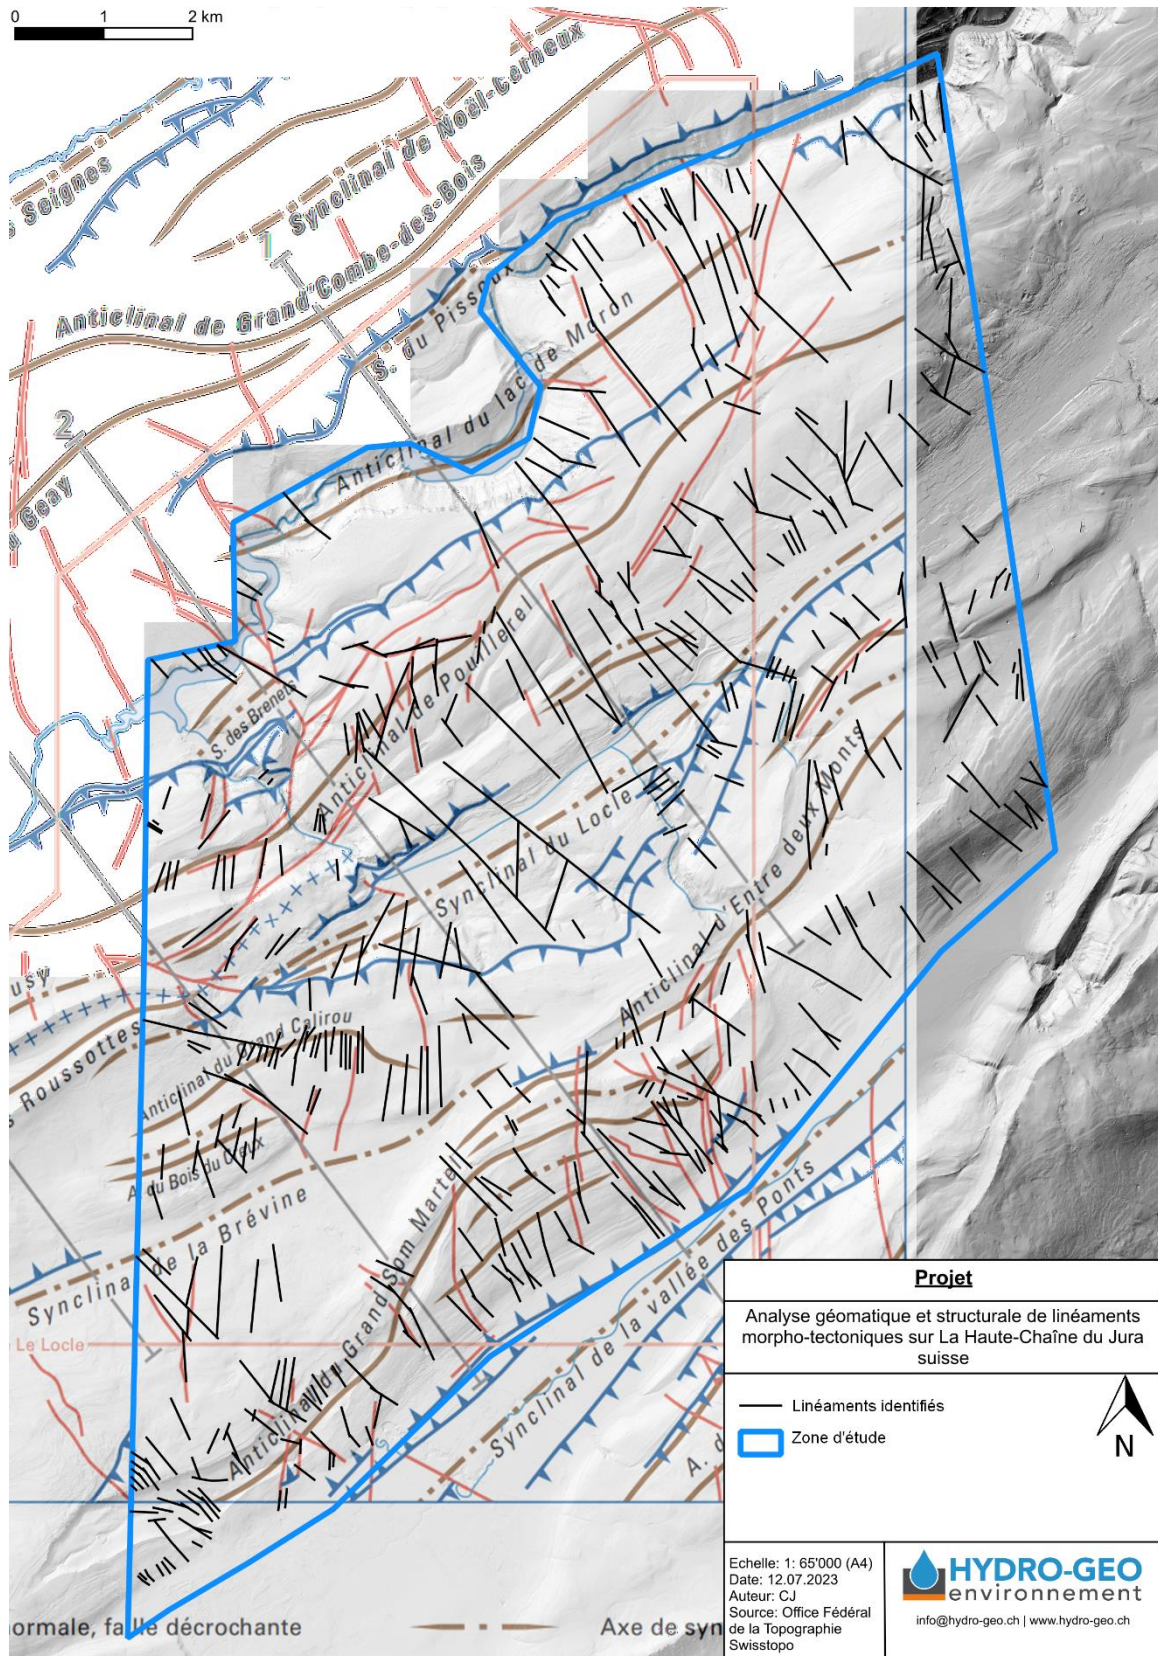 0 1 2 km
Synclinal de Noël-Cerneux
Seignes
1
Anticlinal de Grand'Combe-des-Bois
S. du Pissoux
Anticlinal du lac de Moron
2
Geay
Anticlinal de Pouillerel
S. des Brenets
Synclinal du Locle
Anticlinal d'Entre deux Monts
usy
Roussottes
Anticlinal du Grand Calirou
A. du Bois du Cieux
Synclinal de la Brévine
Anticlinal du Grand Som Martel
Le Locle
Synclinal de la vallée des Ponts
A. d
ormale, faille décrochante
Axe de syn
Projet
Analyse géomatique et structurale de linéaments
morpho-tectoniques sur La Haute-Chaîne du Jura
suisse
Linéaments identifiés
Zone d'étude
N
Echelle: 1: 65'000 (A4)
Date: 12.07.2023
Auteur: CJ
Source: Office Fédéral
de la Topographie
Swisstopo
HYDRO-GEO
environnement
info@hydro-geo.ch | www.hydro-geo.ch